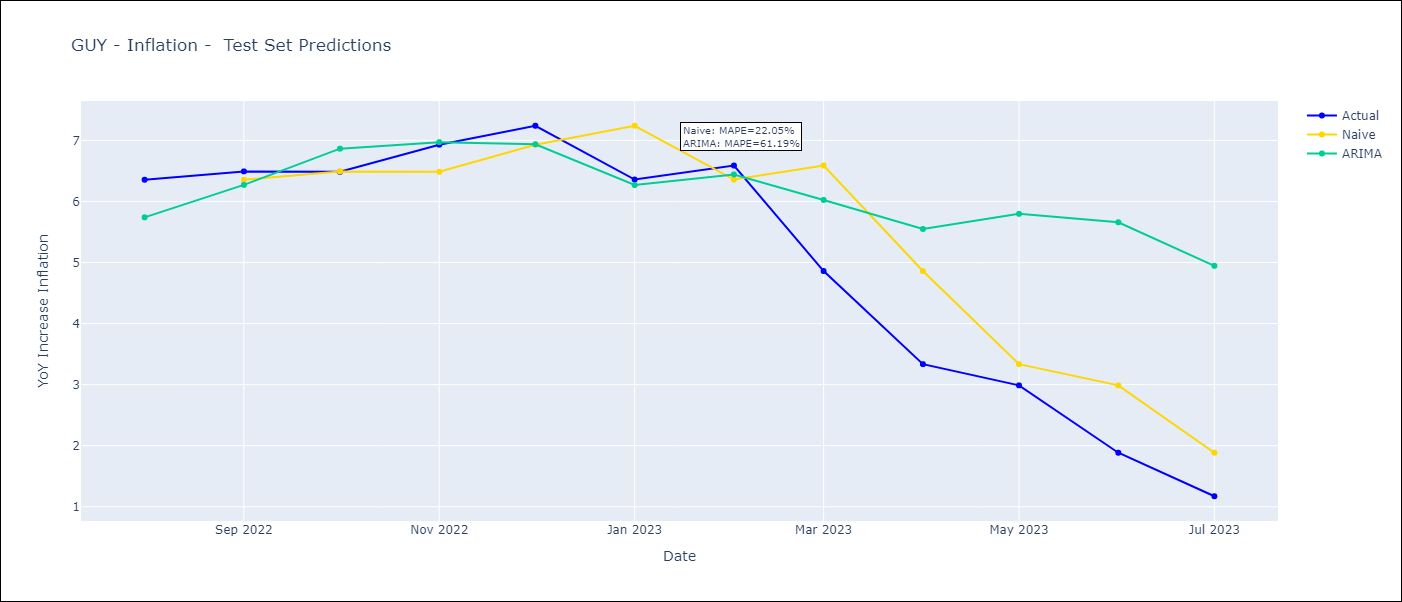 GUY - Inflation -  Test Set Predictions
Actual
Naive
ARIMA
Naive: MAPE=22.05%
ARIMA: MAPE=61.19%
YoY Increase Inflation
7
6
5
4
3
2
1
Sep 2022 Nov 2022 Jan 2023 Mar 2023 May 2023 Jul 2023
Date